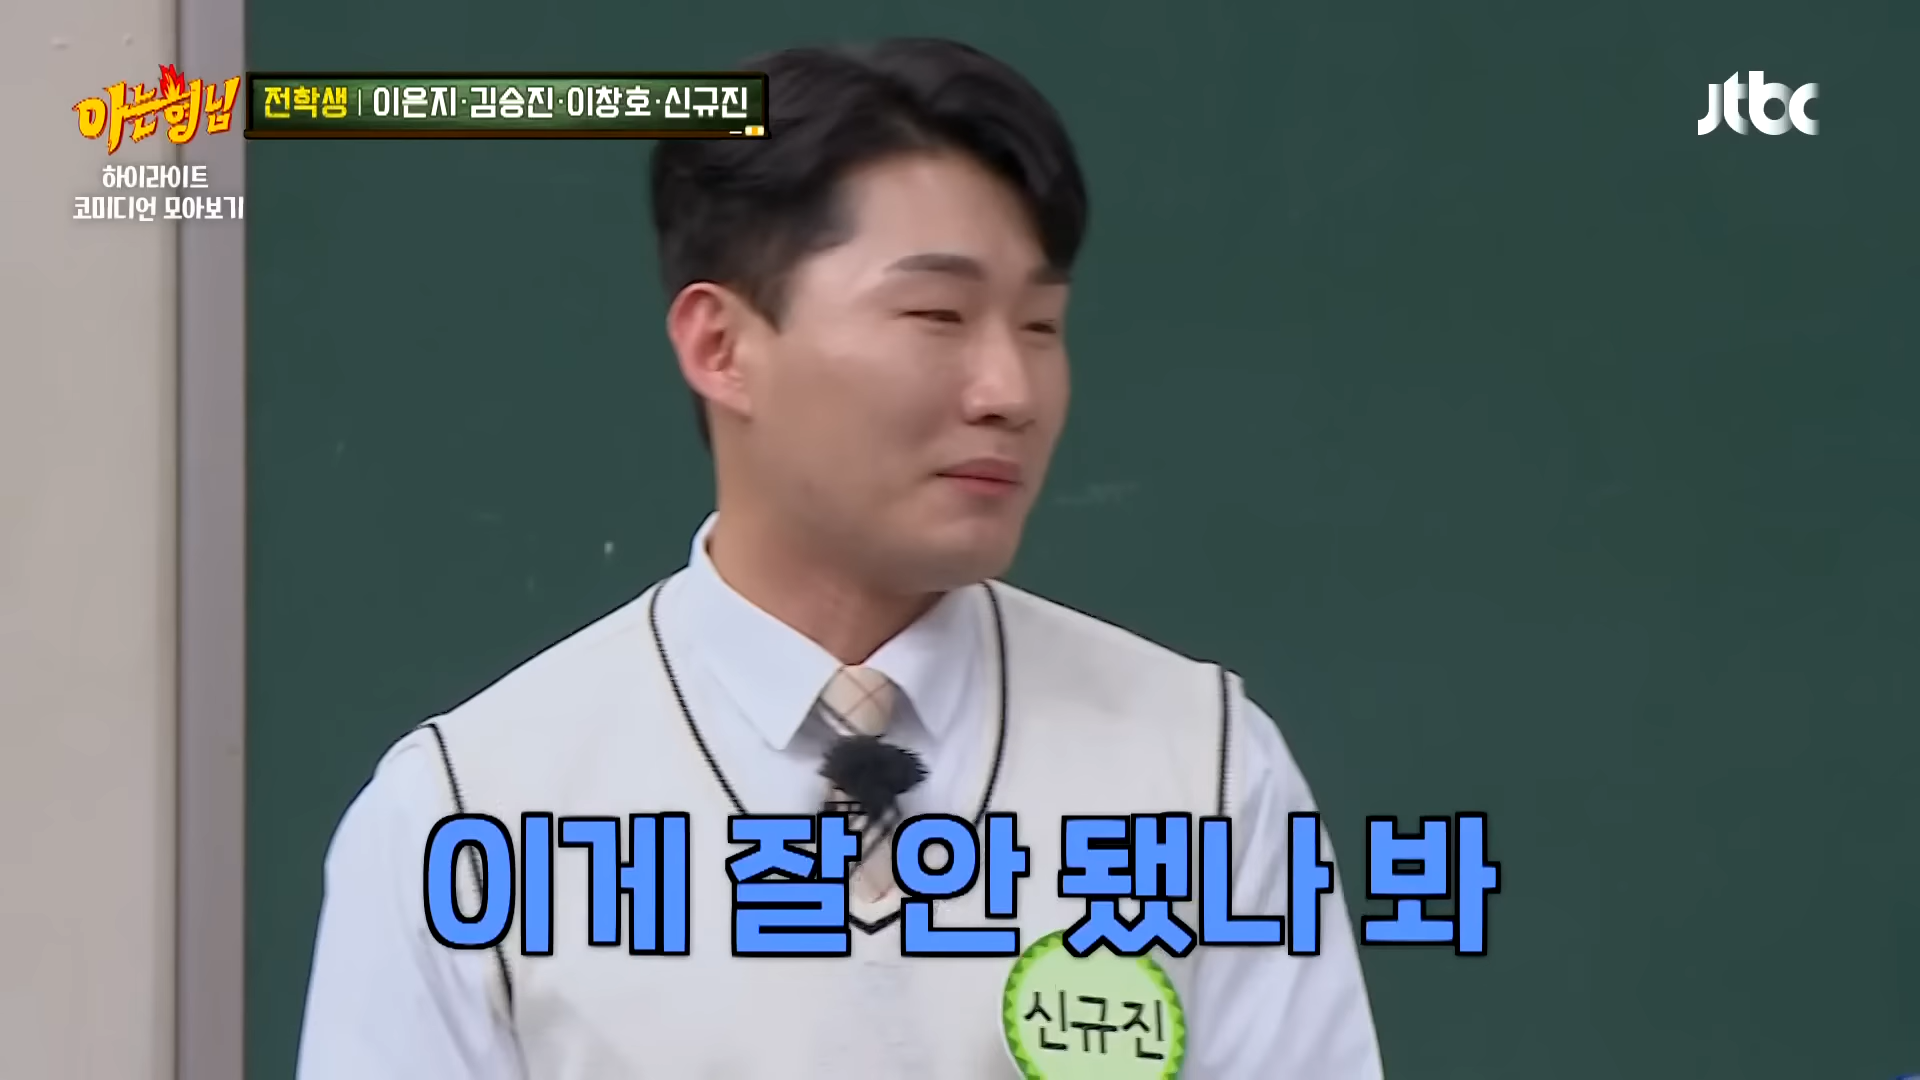 아는형님
전학생 | 이은지·김승진·이창호·신규진
jtbc
하이라이트
코미디언 모아보기
이게 잘 안 됐나 봐
신규진